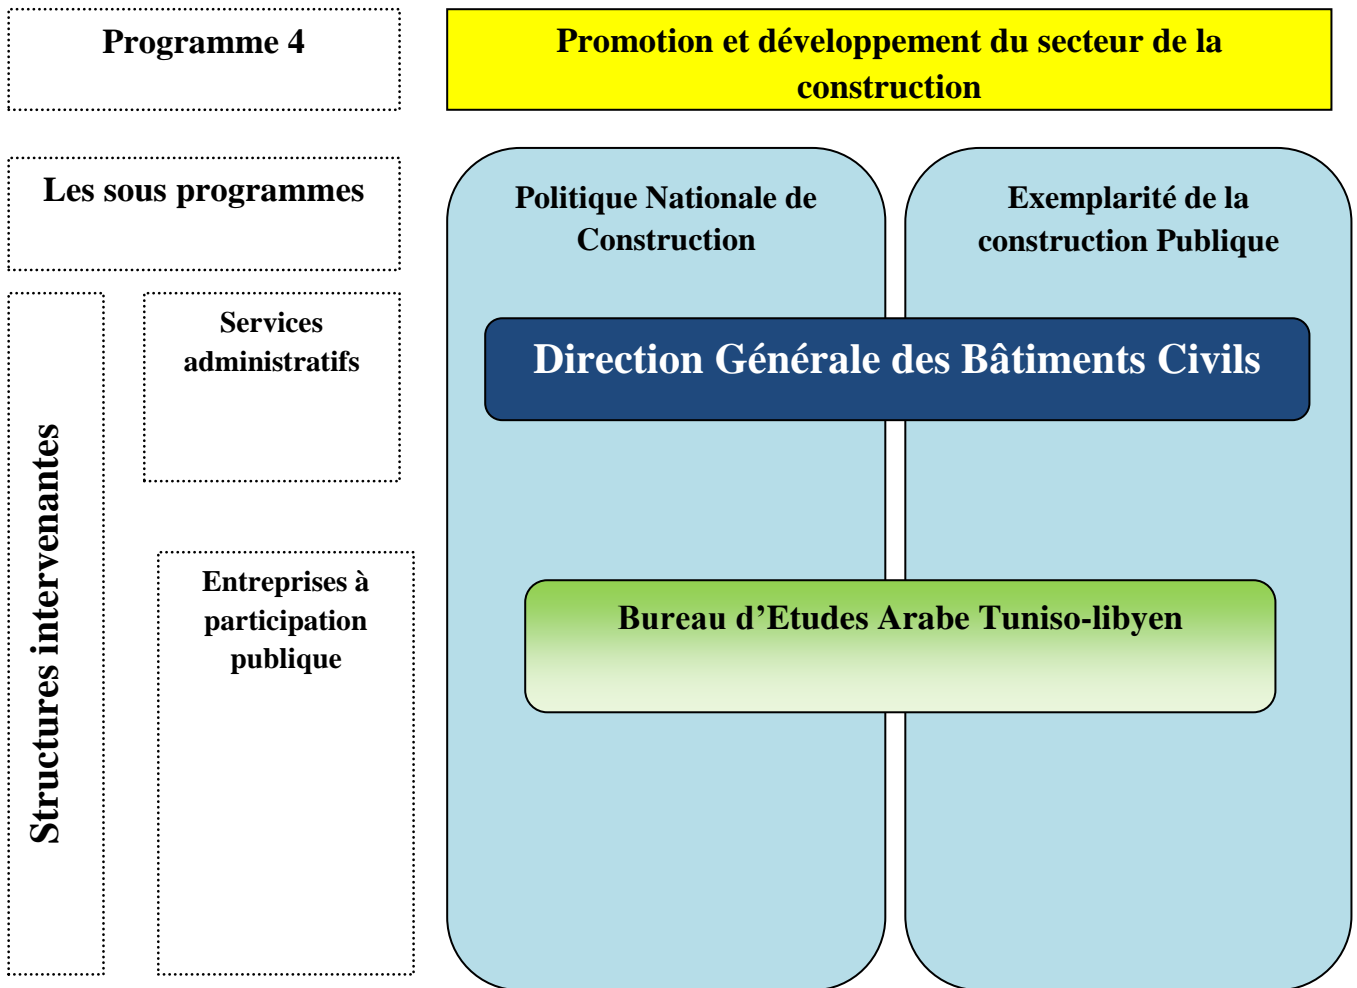 Programme 4
Promotion et développement du secteur de la
construction
Les sous programmes
Politique Nationale de
Construction
Exemplarité de la
construction Publique
Structures intervenantes
Services
administratifs
Direction Générale des Bâtiments Civils
Entreprises à
participation
publique
Bureau d’Etudes Arabe Tuniso-libyen